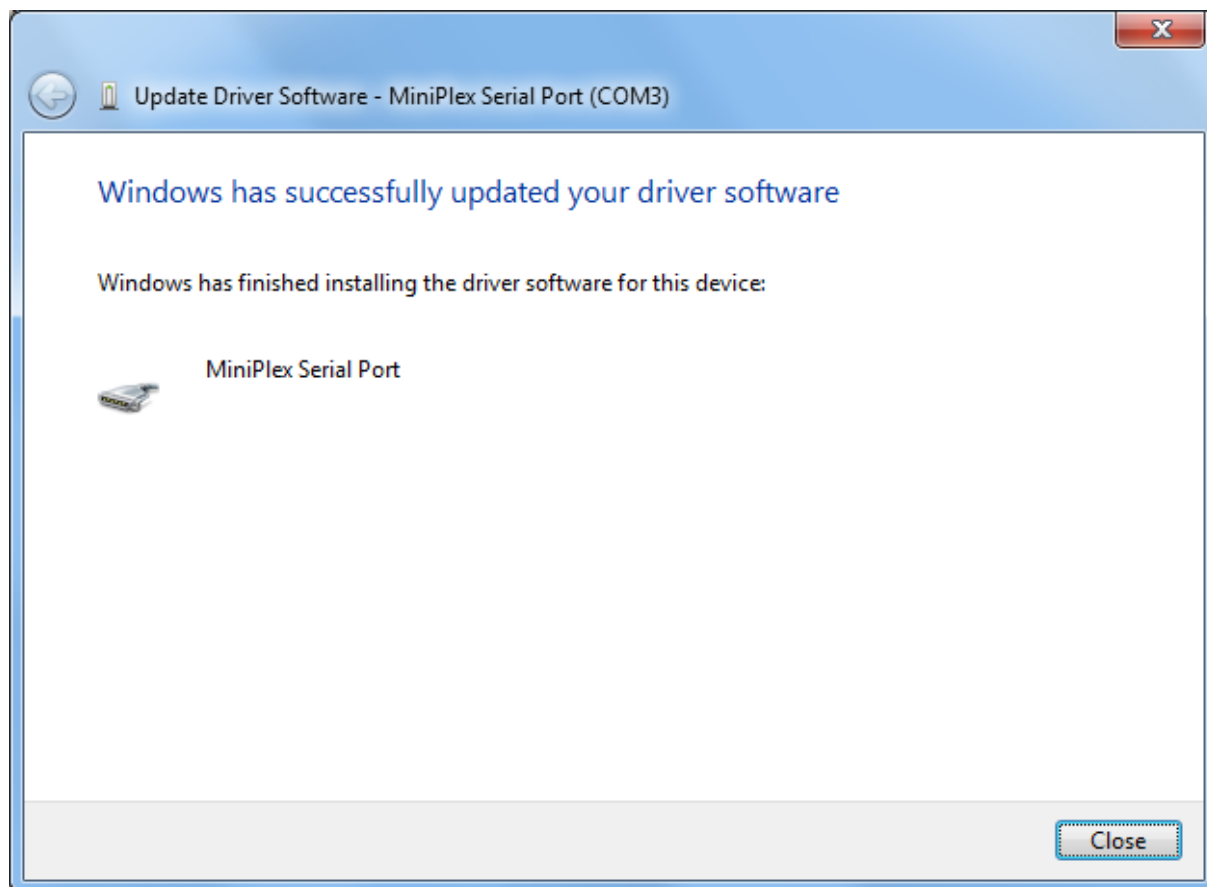 Update Driver Software - MiniPlex Serial Port (COM3)
Windows has successfully updated your driver software
Windows has finished installing the driver software for this device:
MiniPlex Serial Port
Close